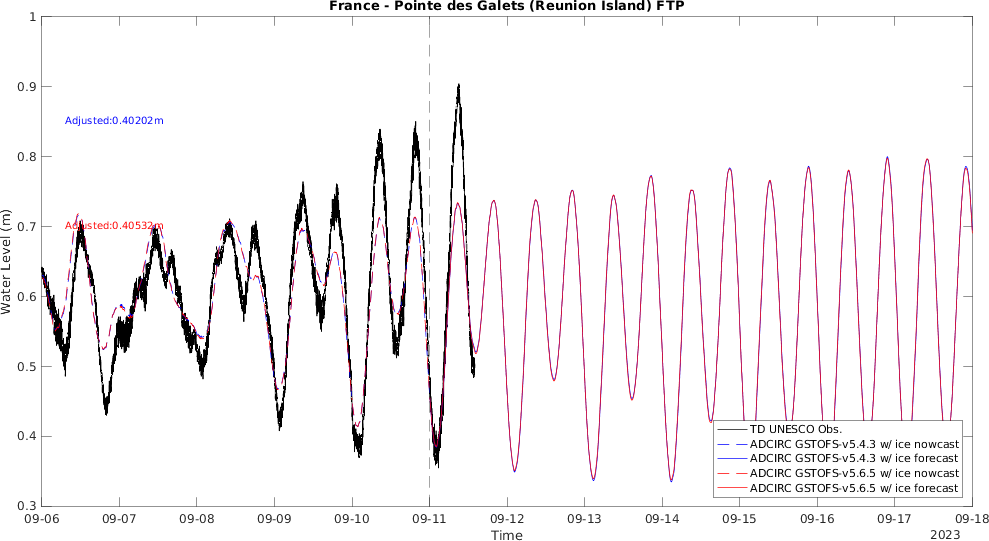 France - Pointe des Galets (Reunion Island) FTP
1
0.9
0.8
0.7
0.6
0.5
0.4
0.3
Water Level (m)
Adjusted:0.40202m
Adjusted:0.40532m
TD UNESCO Obs.
ADCIRC GSTOFS-v5.4.3 w/ ice nowcast
ADCIRC GSTOFS-v5.4.3 w/ ice forecast
ADCIRC GSTOFS-v5.6.5 w/ ice nowcast
ADCIRC GSTOFS-v5.6.5 w/ ice forecast
09-06 09-07 09-08 09-09 09-10 09-11 09-12 09-13 09-14 09-15 09-16 09-17 09-18
Time
2023